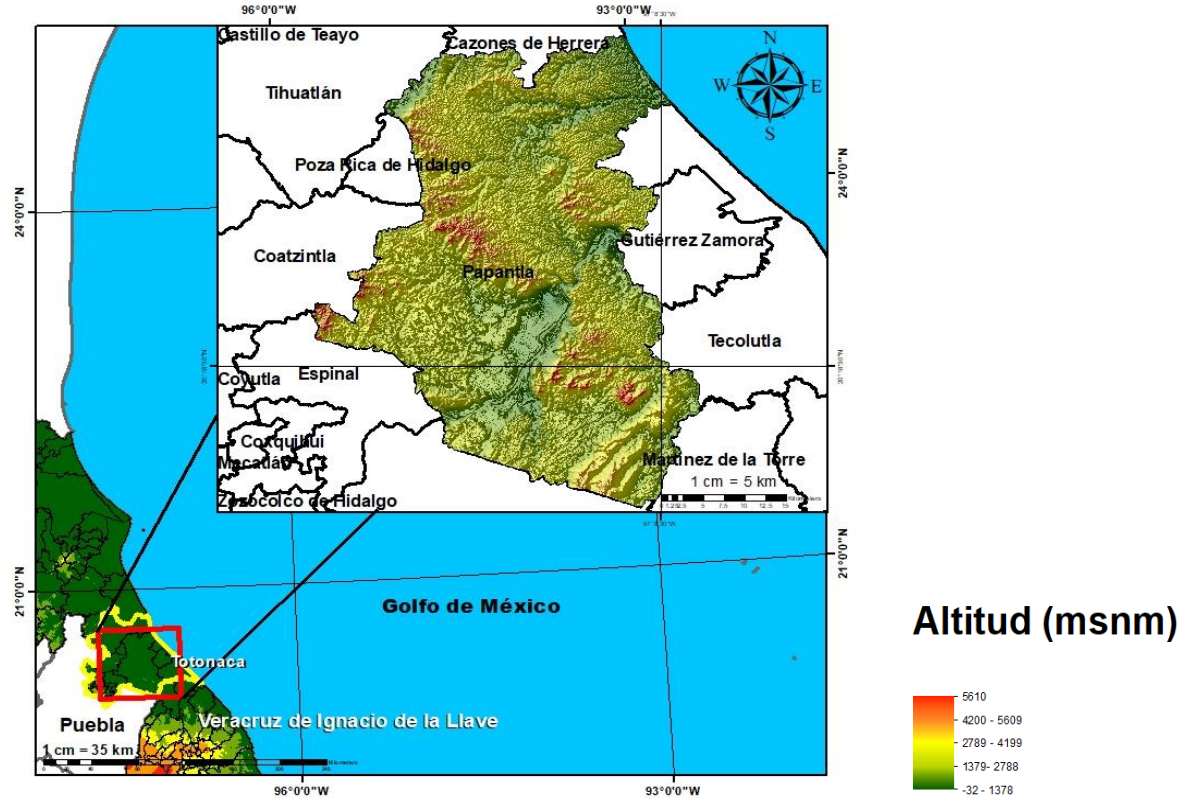 96°0'0"W
93°0'0"W
Castillo de Teayo
Cazones de Herrera
N
W
E
S
Tihuatlán
Poza Rica de Hidalgo
24°0'0"N
24°0'0"N
Coatzintla
Gutiérrez Zamora
Papantla
Tecolutla
Espinal
Coyutla
Coxquihui
Mecatlán
Martínez de la Torre
1 cm = 5 km
Zozocolco de Hidalgo
21°0'0"N
21°0'0"N
Golfo de México
Altitud (msnm)
Totonaca
5610
4200 - 5609
2789 - 4199
1379- 2788
-32 - 1378
Puebla
Veracruz de Ignacio de la Llave
1 cm = 35 km
96°0'0"W
93°0'0"W